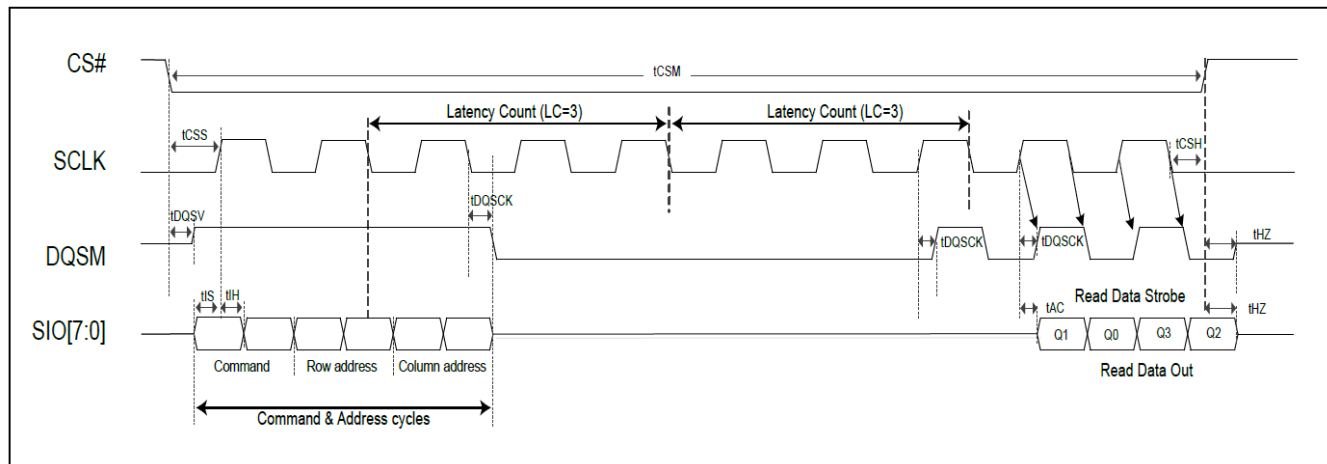 CS#
tCSM
Latency Count (LC=3) Latency Count (LC=3)
tCSS
SCLK
tCSH
tDQSV
tDQSCK
DQSM
tDQSCK tDQSCK
tHZ
tIS tIH
Read Data Strobe
tAC
tHZ
SIO[7:0]
Q1 Q0 Q3 Q2
Command Row address Column address
Read Data Out
Command & Address cycles